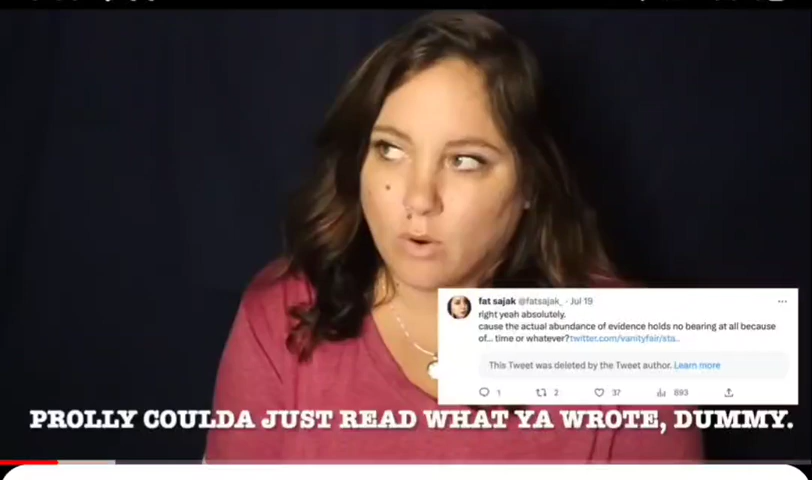 fat sajak @fatsajak_ · Jul 19
right yeah absolutely.
cause the actual abundance of evidence holds no bearing at all because
of... time or whatever?twitter.com/vanityfair/sta..
This Tweet was deleted by the Tweet author. Learn more
1 2 37 893
PROLLY COULDA JUST READ WHAT YA WROTE, DUMMY.